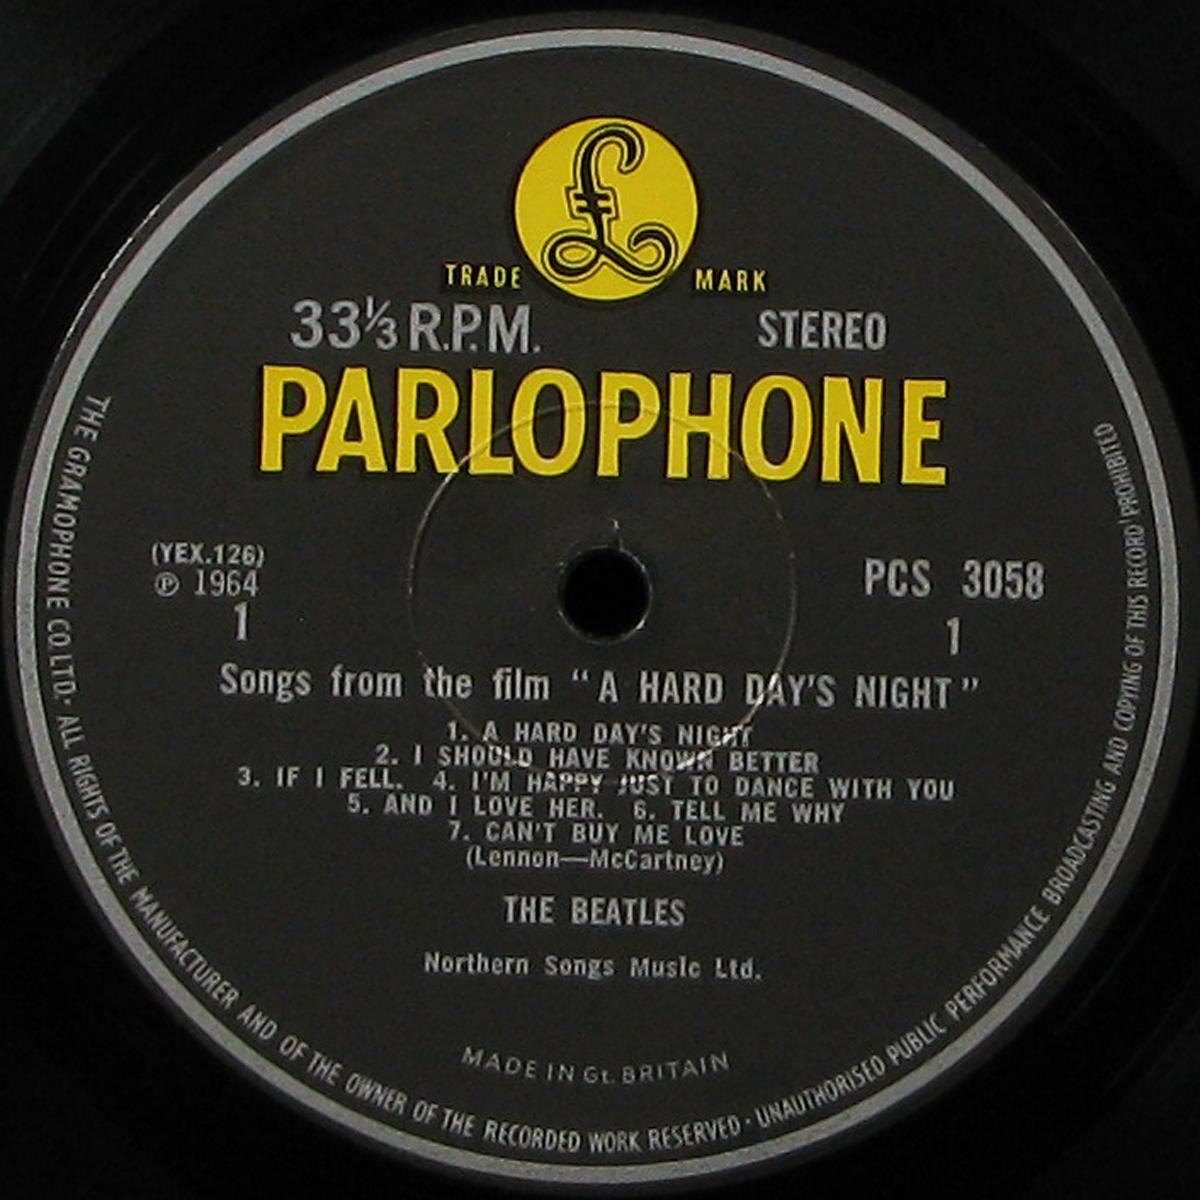 £
TRADE MARK
33⅓ R.P.M. STEREO
PARLOPHONE
(YEX.126)
℗ 1964 PCS 3058
1 1
Songs from the film "A HARD DAY'S NIGHT"
1. A HARD DAY'S NIGHT
2. I SHOULD HAVE KNOWN BETTER
3. IF I FELL. 4. I'M HAPPY JUST TO DANCE WITH YOU
5. AND I LOVE HER. 6. TELL ME WHY
7. CAN'T BUY ME LOVE
(Lennon—McCartney)
THE BEATLES
Northern Songs Music Ltd.
MADE IN Gt. BRITAIN
THE GRAMOPHONE CO LTD · ALL RIGHTS OF THE MANUFACTURER AND OF THE OWNER OF THE RECORDED WORK RESERVED · UNAUTHORISED PUBLIC PERFORMANCE BROADCASTING AND COPYING OF THIS RECORD PROHIBITED